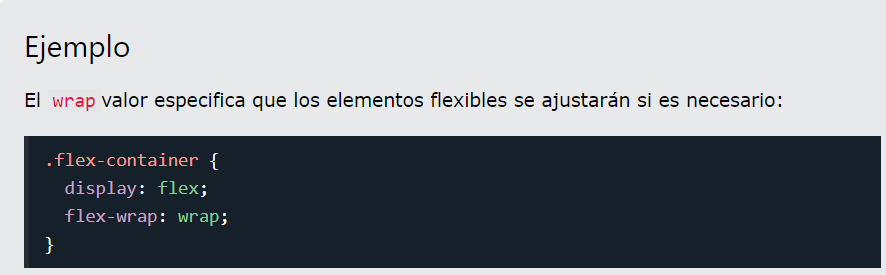 Ejemplo
El wrap valor especifica que los elementos flexibles se ajustarán si es necesario:
.flex-container {
  display: flex;
  flex-wrap: wrap;
}